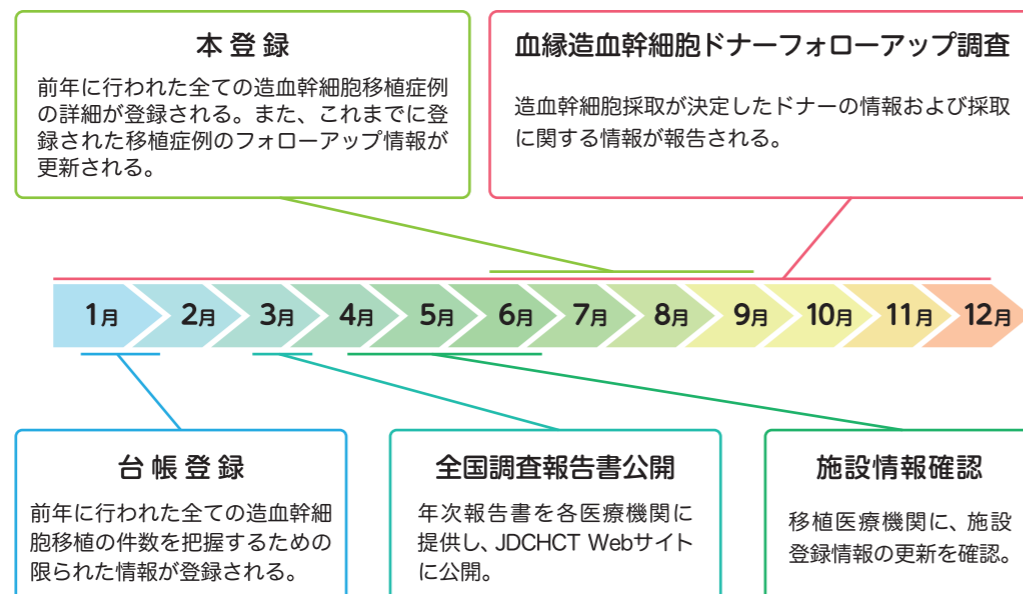 本登録
前年に行われた全ての造血幹細胞移植症例
の詳細が登録される。また、これまでに登
録された移植症例のフォローアップ情報が
更新される。
血縁造血幹細胞ドナーフォローアップ調査
造血幹細胞採取が決定したドナーの情報および採取
に関する情報が報告される。
1月 2月 3月 4月 5月 6月 7月 8月 9月 10月 11月 12月
台帳登録
前年に行われた全ての造血幹細
胞移植の件数を把握するための
限られた情報が登録される。
全国調査報告書公開
年次報告書を各医療機関に
提供し、JDCHCT Webサイト
に公開。
施設情報確認
移植医療機関に、施設
登録情報の更新を確認。